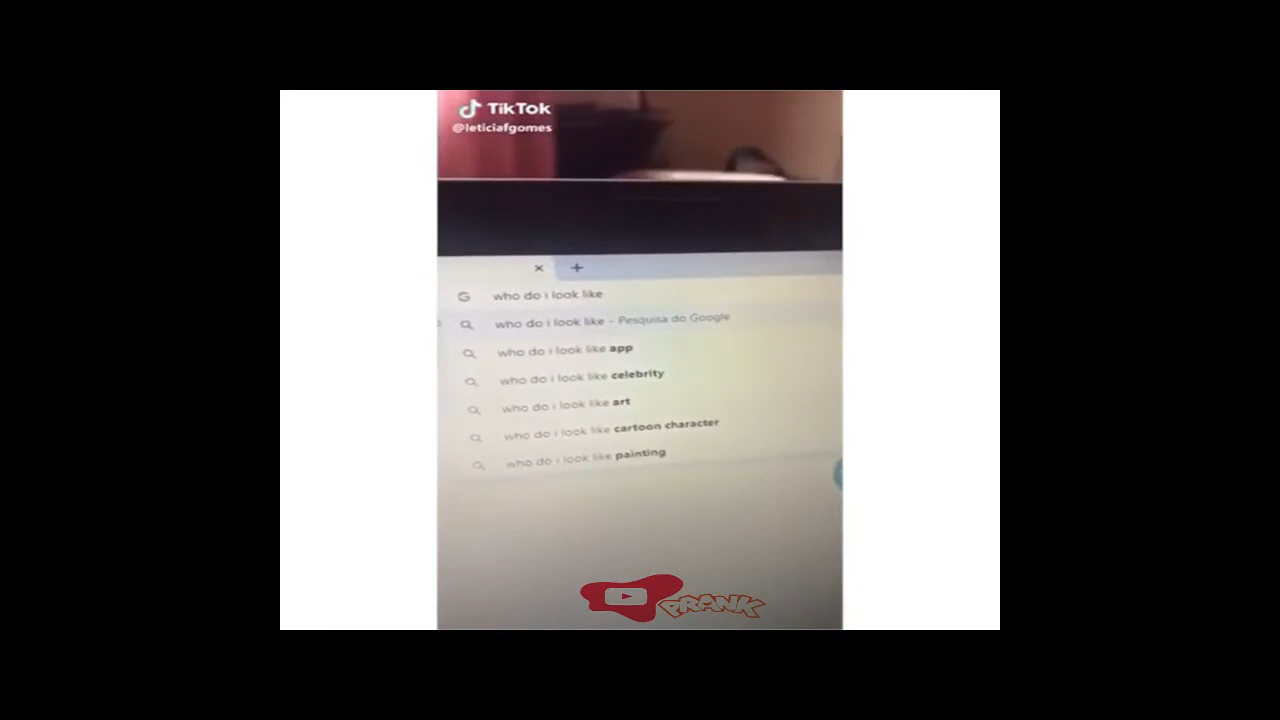 TikTok
@leticiafgomes
who do i look like
who do i look like - Pesquisa do Google
who do i look like app
who do i look like celebrity
who do i look like art
who do i look like cartoon character
who do i look like painting
PRANK